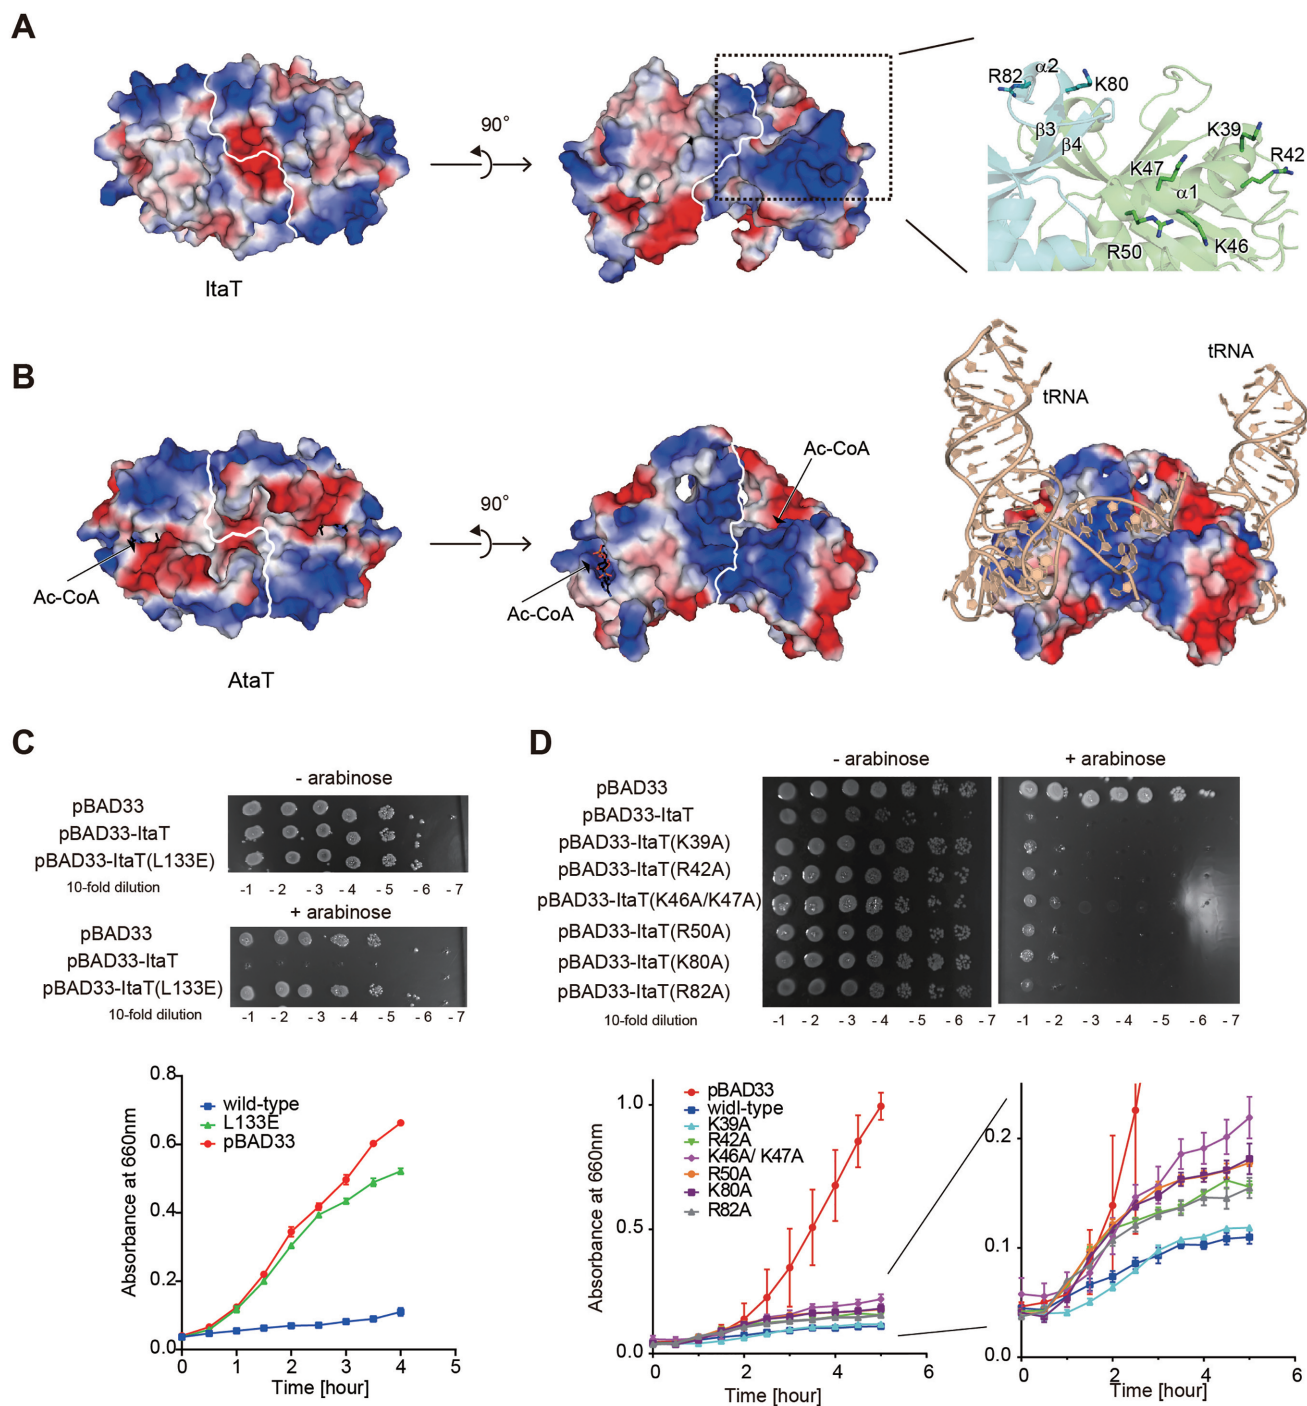 A
90°
ItaT
R82
α2
K80
β3
β4
K39
R42
K47
α1
R50
K46
B
Ac-CoA
AtaT
90°
Ac-CoA
Ac-CoA
tRNA
tRNA
C
- arabinose
pBAD33
pBAD33-ItaT
pBAD33-ItaT(L133E)
10-fold dilution
-1 - 2 - 3 - 4 -5 - 6 - 7
+ arabinose
pBAD33
pBAD33-ItaT
pBAD33-ItaT(L133E)
10-fold dilution
-1 - 2 - 3 - 4 -5 - 6 - 7
Absorbance at 660nm
0.8
0.6
0.4
0.2
0.0
wild-type
L133E
pBAD33
0 1 2 3 4 5
Time [hour]
D
- arabinose
+ arabinose
pBAD33
pBAD33-ItaT
pBAD33-ItaT(K39A)
pBAD33-ItaT(R42A)
pBAD33-ItaT(K46A/K47A)
pBAD33-ItaT(R50A)
pBAD33-ItaT(K80A)
pBAD33-ItaT(R82A)
10-fold dilution
-1 - 2 - 3 - 4 - 5 - 6 - 7
-1 - 2 - 3 - 4 - 5 - 6 - 7
Absorbance at 660nm
1.0
0.5
0.0
pBAD33
widl-type
K39A
R42A
K46A/ K47A
R50A
K80A
R82A
0 2 4 6
Time [hour]
0.2
0.1
0.0
0 2 4 6
Time [hour]